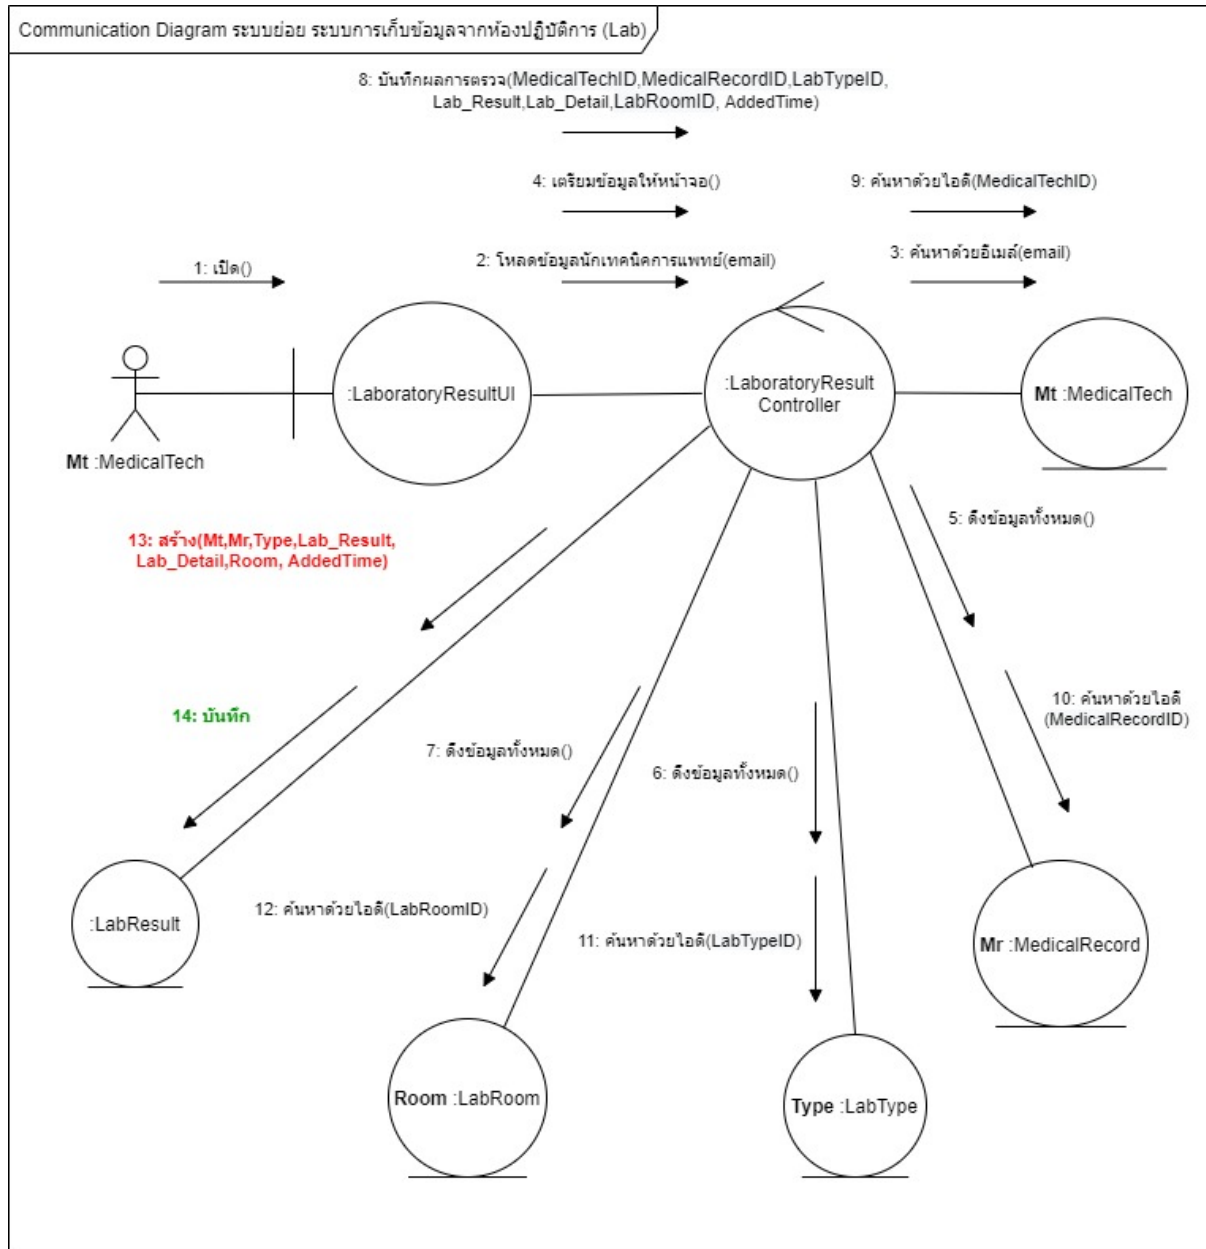 Communication Diagram ระบบย่อย ระบบการเก็บข้อมูลจากห้องปฏิบัติการ (Lab)
8: บันทึกผลการตรวจ(MedicalTechID,MedicalRecordID,LabTypeID,
Lab_Result,Lab_Detail,LabRoomID, AddedTime)
4: เตรียมข้อมูลให้หน้าจอ()
9: ค้นหาด้วยไอดี(MedicalTechID)
1: เปิด()
2: โหลดข้อมูลนักเทคนิคการแพทย์(email)
3: ค้นหาด้วยอีเมล์(email)
:LaboratoryResultUI
:LaboratoryResult
Controller
Mt :MedicalTech
Mt :MedicalTech
13: สร้าง(Mt,Mr,Type,Lab_Result,
Lab_Detail,Room, AddedTime)
5: ดึงข้อมูลทั้งหมด()
14: บันทึก
10: ค้นหาด้วยไอดี
(MedicalRecordID)
7: ดึงข้อมูลทั้งหมด()
6: ดึงข้อมูลทั้งหมด()
:LabResult
12: ค้นหาด้วยไอดี(LabRoomID)
11: ค้นหาด้วยไอดี(LabTypeID)
Mr :MedicalRecord
Room :LabRoom
Type :LabType